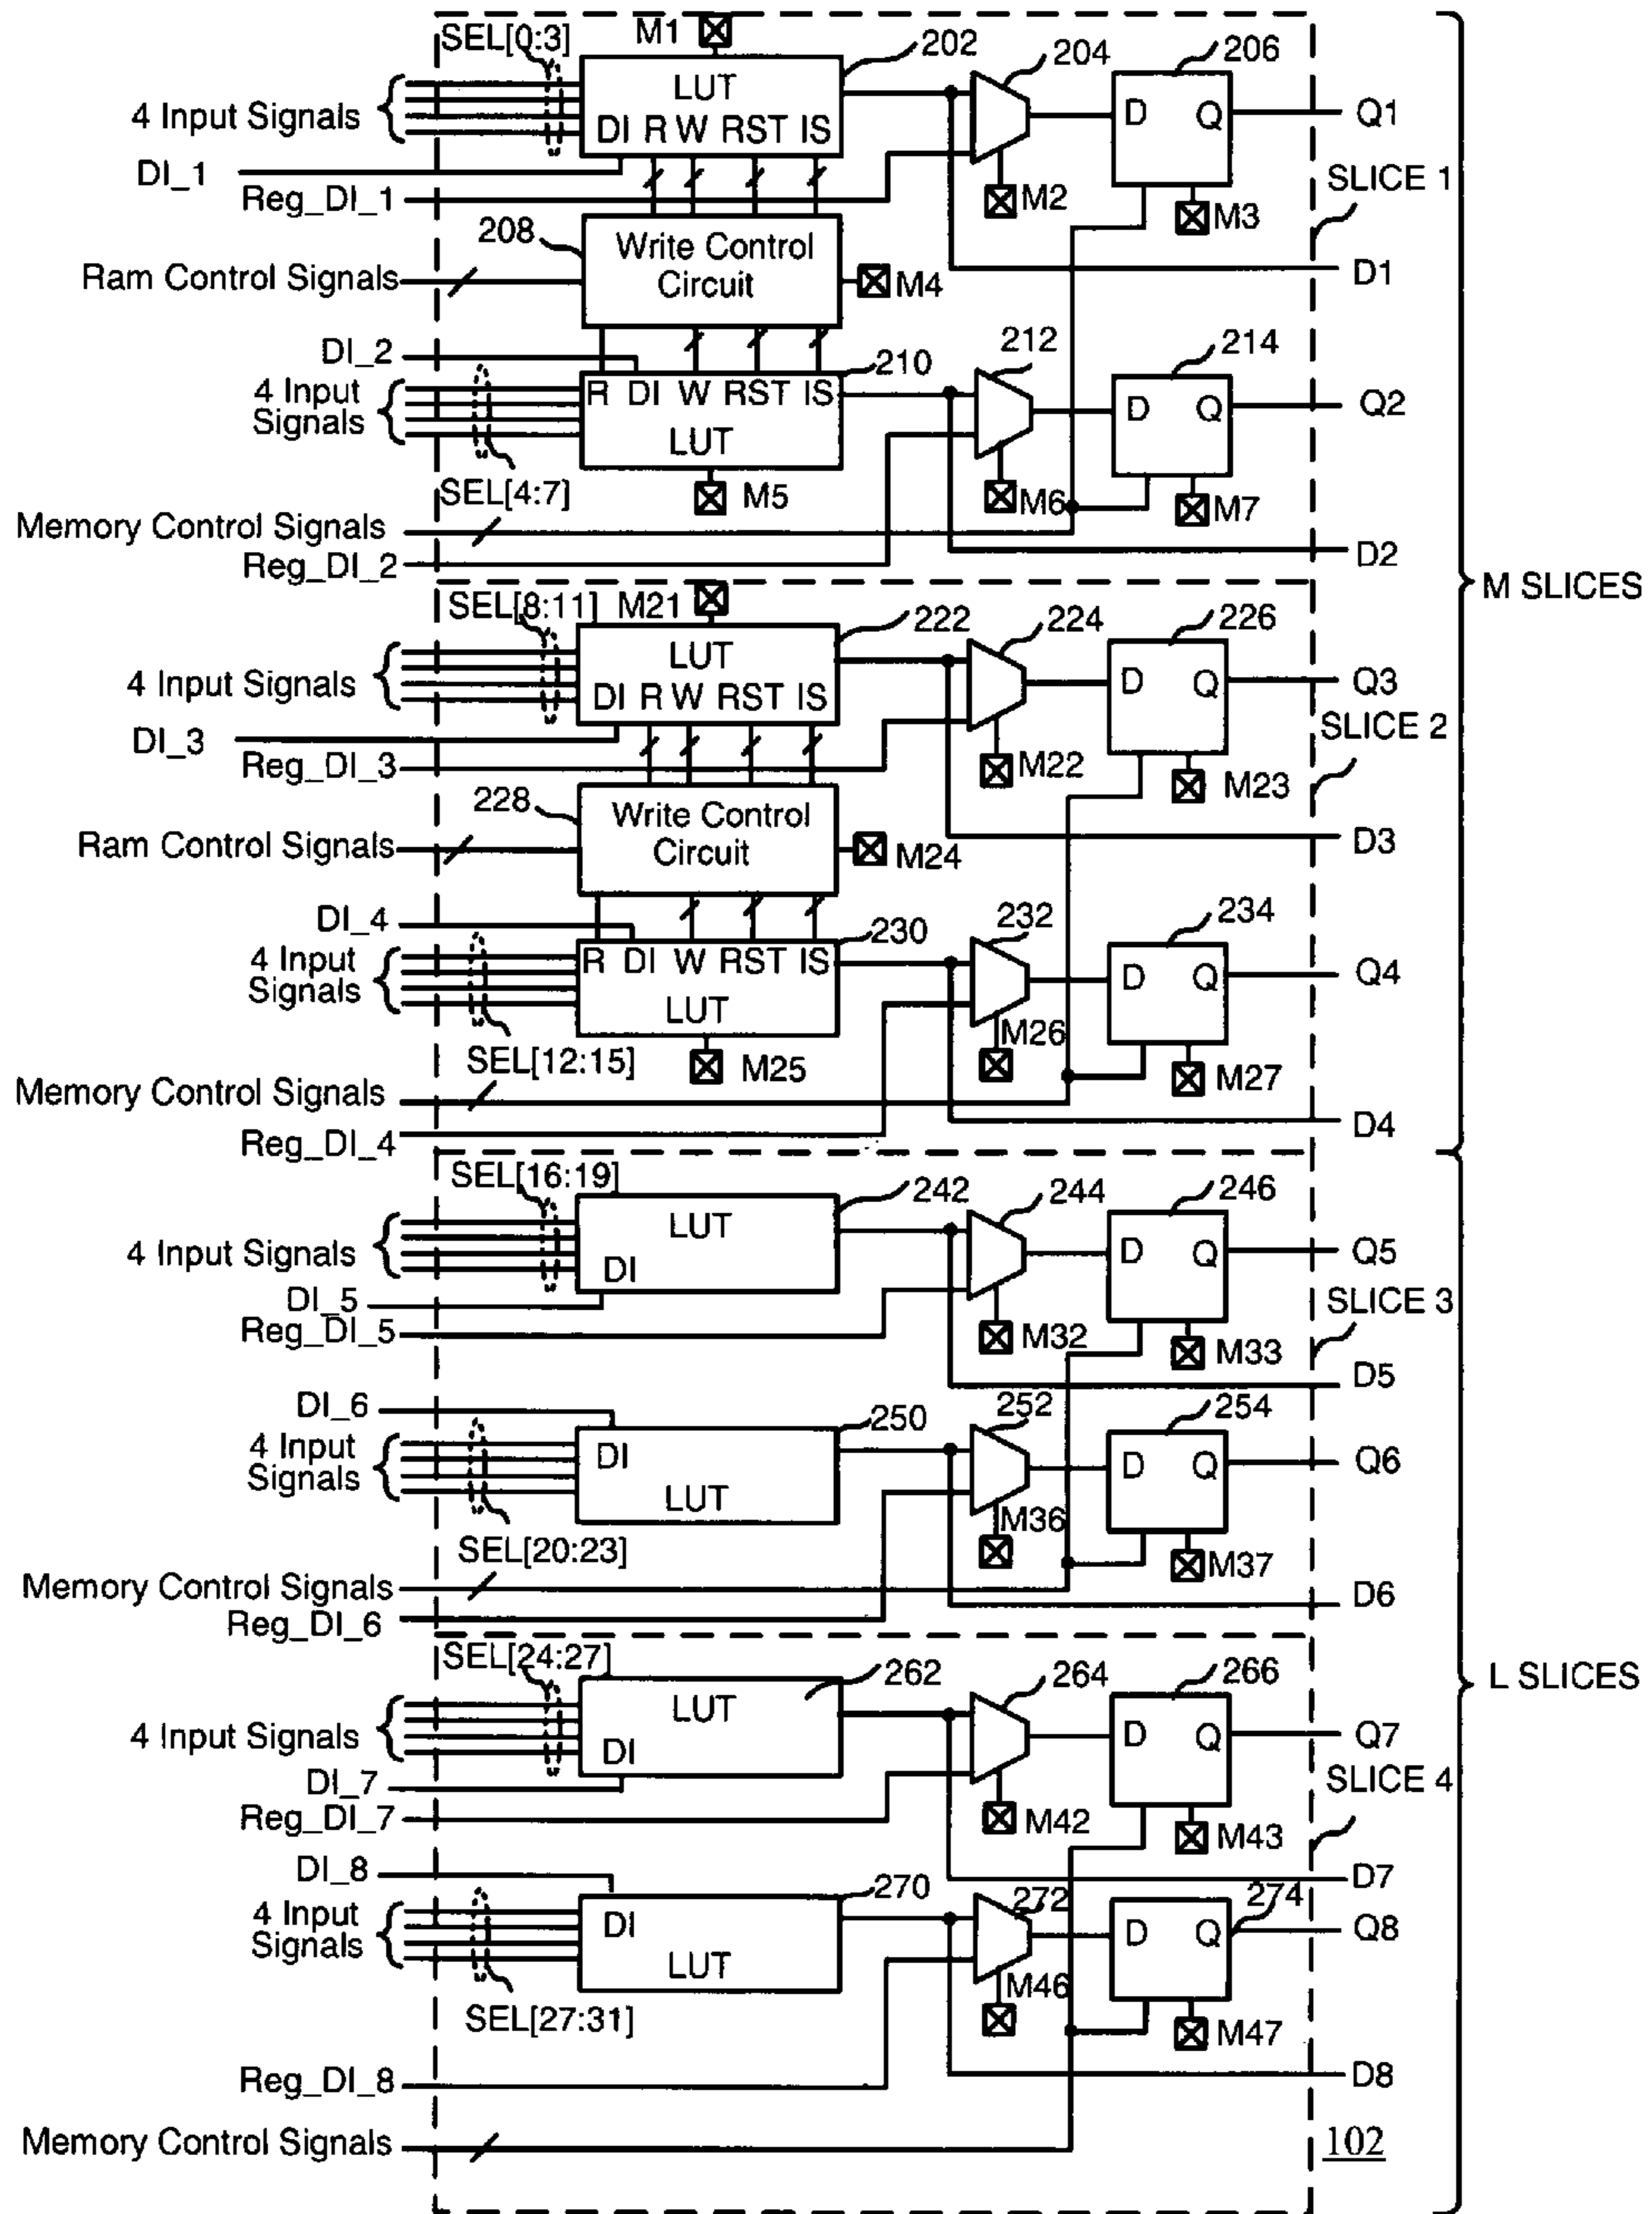 SEL[0:3]
M1
202
204
206
LUT
4 Input Signals
DI R W RST IS
D Q
Q1
DI_1
Reg_DI_1
M2
M3
SLICE 1
208
Write Control
Circuit
Ram Control Signals
M4
D1
DI_2
210
212
214
4 Input
Signals
R DI W RST IS
LUT
D Q
Q2
SEL[4:7]
M5
M6
M7
Memory Control Signals
Reg_DI_2
D2
M SLICES
SEL[8:11]
M21
222
224
226
LUT
4 Input Signals
DI R W RST IS
D Q
Q3
DI_3
Reg_DI_3
M22
M23
SLICE 2
228
Write Control
Circuit
Ram Control Signals
M24
D3
DI_4
230
232
234
4 Input
Signals
R DI W RST IS
LUT
D Q
Q4
SEL[12:15]
M25
M26
M27
Memory Control Signals
Reg_DI_4
D4
SEL[16:19]
242
244
246
LUT
4 Input Signals
DI
D Q
Q5
DI_5
Reg_DI_5
M32
M33
SLICE 3
D5
DI_6
250
252
254
4 Input
Signals
DI
LUT
D Q
Q6
SEL[20:23]
M36
M37
Memory Control Signals
Reg_DI_6
D6
SEL[24:27]
262
264
266
LUT
L SLICES
4 Input Signals
DI
D Q
Q7
DI_7
Reg_DI_7
M42
M43
SLICE 4
D7
DI_8
270
272
274
4 Input
Signals
DI
LUT
D Q
Q8
SEL[27:31]
M46
M47
Reg_DI_8
D8
Memory Control Signals
102